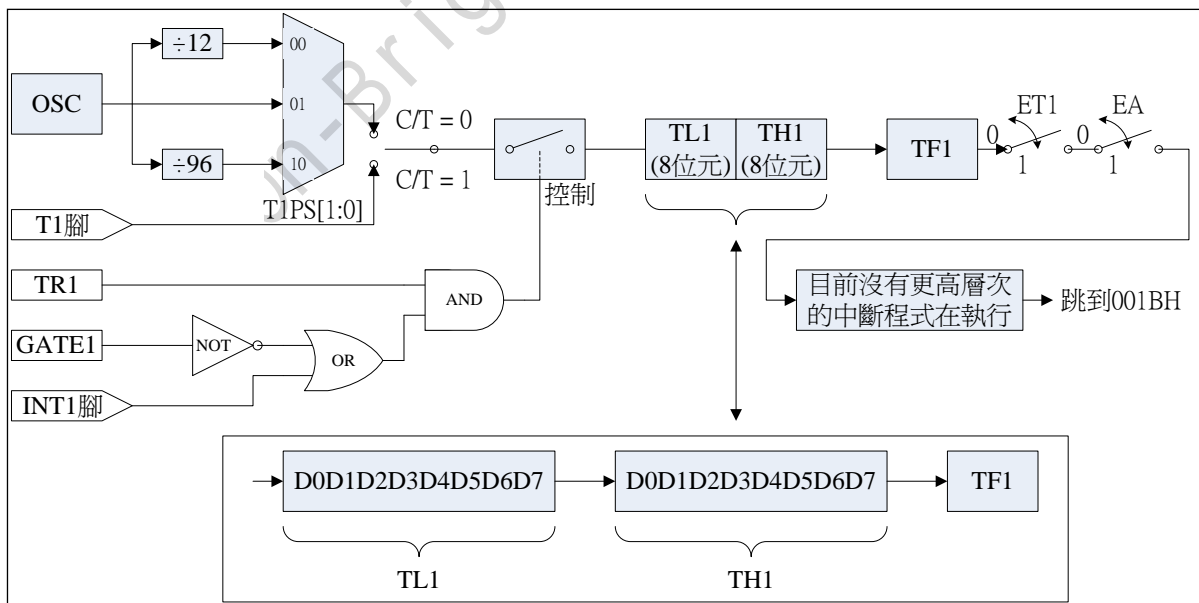 ÷12
OSC
÷96
00
01
10
T1PS[1:0]
C/T = 0
C/T = 1
控制
TL1
(8位元)
TH1
(8位元)
TF1
ET1
0
1
EA
0
1
T1腳
TR1
GATE1
INT1腳
NOT
OR
AND
目前沒有更高層次
的中斷程式在執行
跳到001BH
D0D1D2D3D4D5D6D7
D0D1D2D3D4D5D6D7
TF1
TL1
TH1
n-Brig